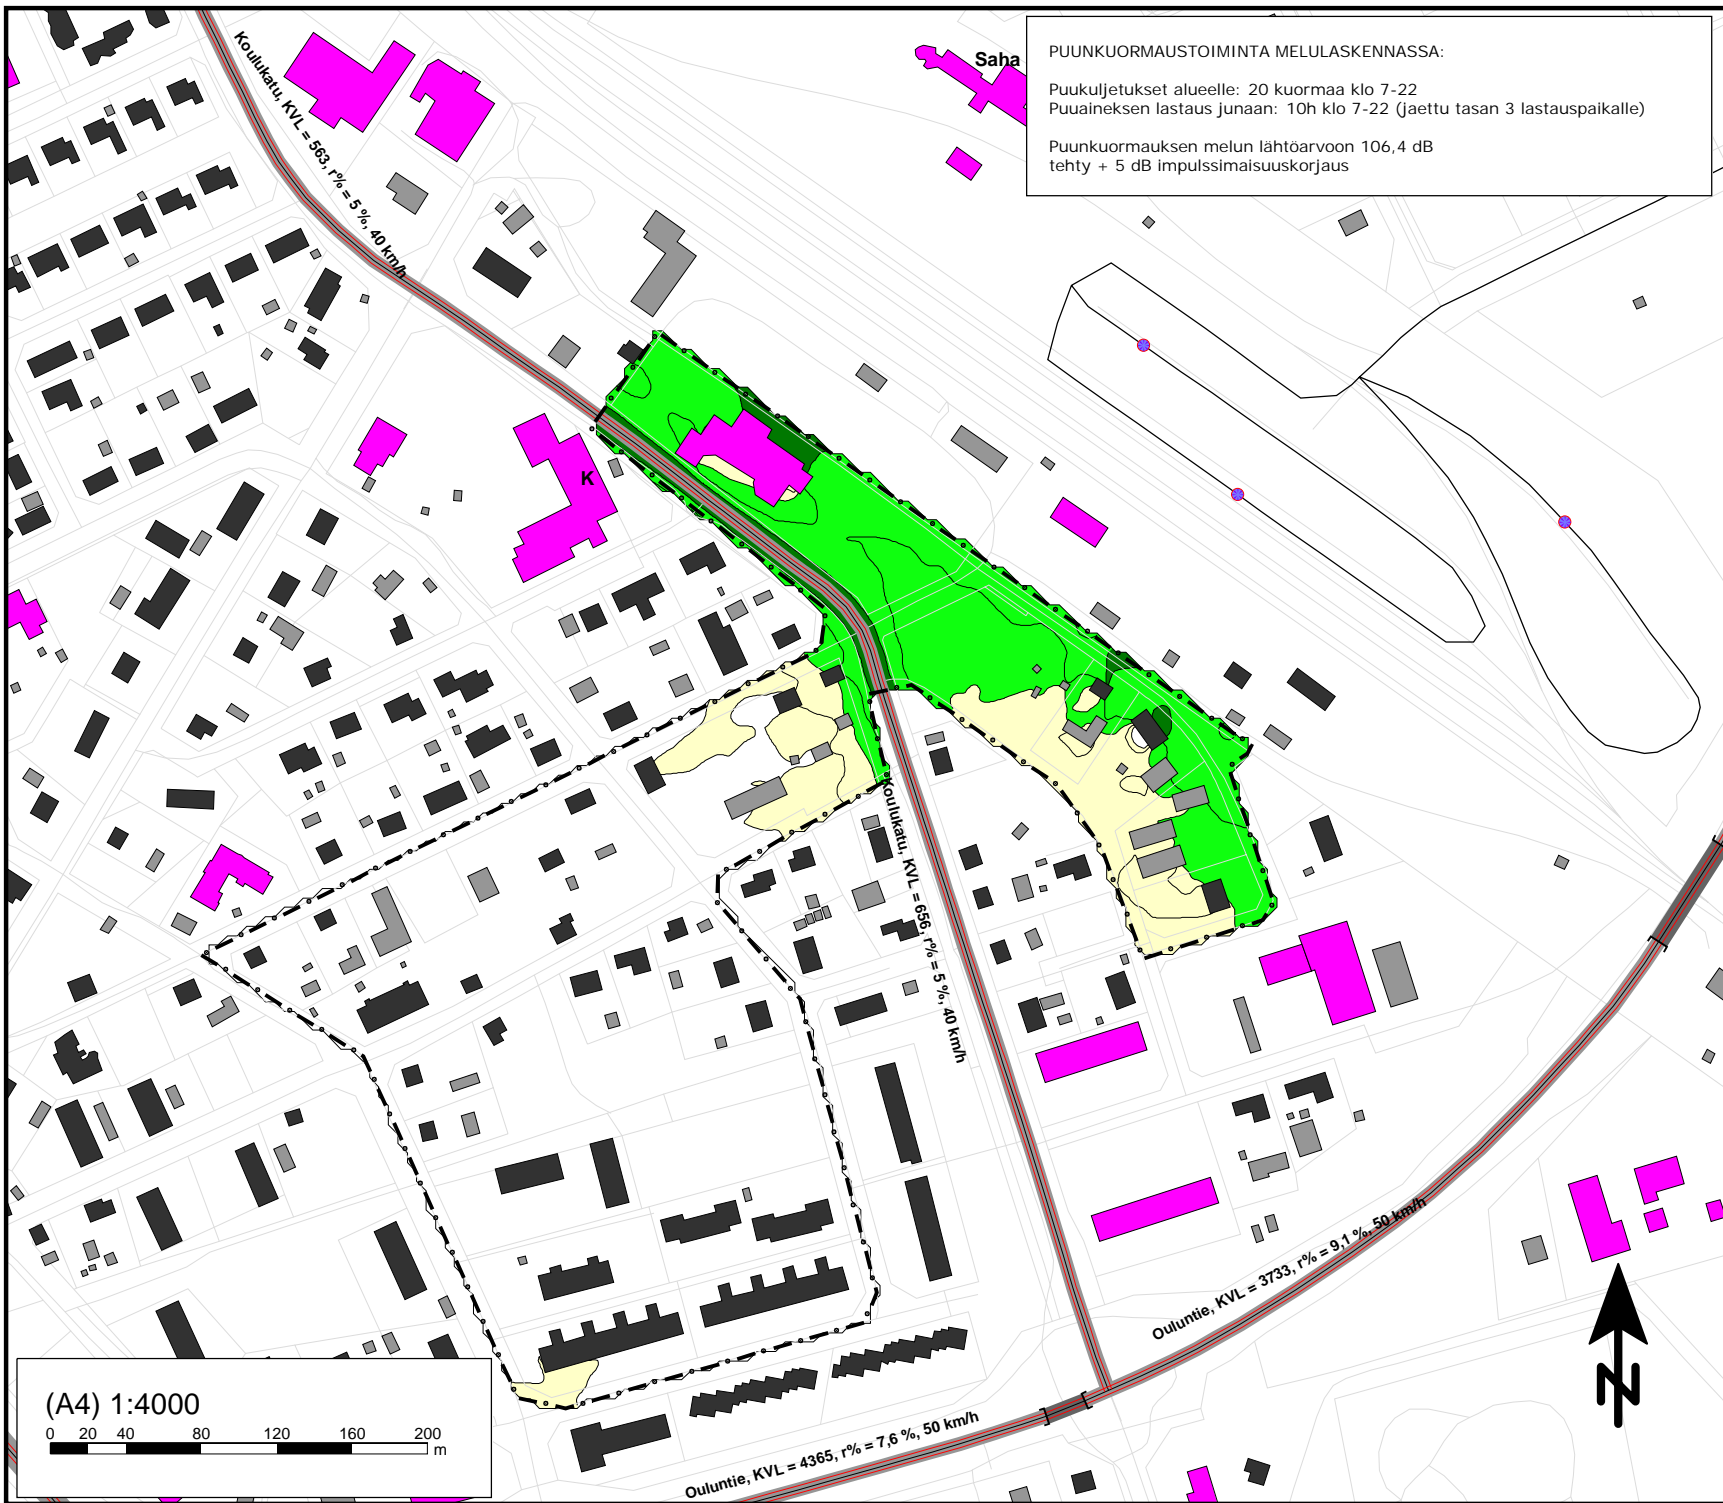 Saha
PUUNKUORMAUSTOIMINTA MELULASKENNASSA:
Puukuljetukset alueelle: 20 kuormaa klo 7-22
Puuaineksen lastaus junaan: 10h klo 7-22 (jaettu tasan 3 lastauspaikalle)
Puunkuormauksen melun lähtöarvoon 106,4 dB
tehty + 5 dB impulssimaisuuskorjaus
Koulukatu, KVL = 563, r% = 5 %, 40 km/h
K
Koulukatu, KVL = 656, r% = 5 %, 40 km/h
Ouluntie, KVL = 3733, r% = 9,1 %, 50 km/h
Ouluntie, KVL = 4365, r% = 7,6 %, 50 km/h
(A4) 1:4000
0 20 40 80 120 160 200
m
N